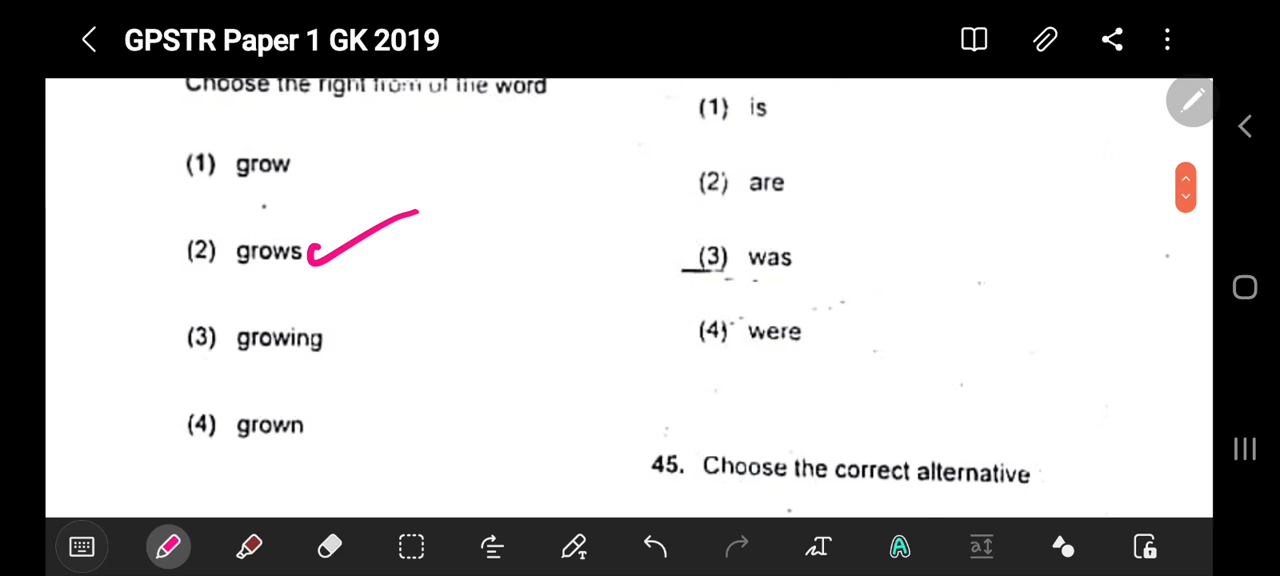 GPSTR Paper 1 GK 2019
Choose the right from of the word
(1) grow
(2) grows
(3) growing
(4) grown
(1) is
(2) are
(3) was
(4) were
45. Choose the correct alternative